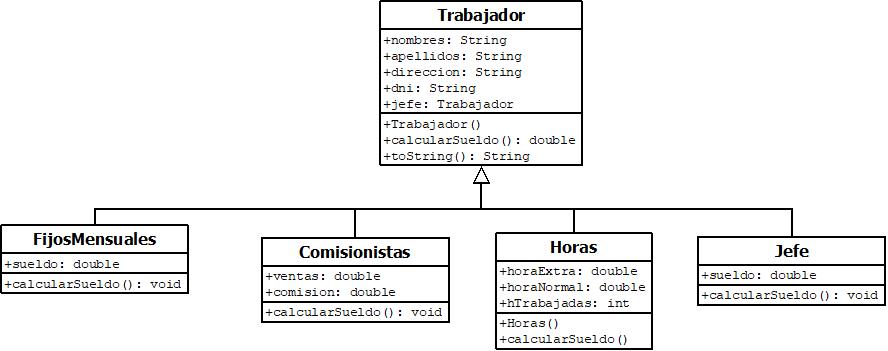 Trabajador
+nombres: String
+apellidos: String
+direccion: String
+dni: String
+jefe: Trabajador
+Trabajador()
+calcularSueldo(): double
+toString(): String
FijosMensuales
+sueldo: double
+calcularSueldo(): void
Comisionistas
+ventas: double
+comision: double
+calcularSueldo(): void
Horas
+horaExtra: double
+horaNormal: double
+hTrabajadas: int
+Horas()
+calcularSueldo()
Jefe
+sueldo: double
+calcularSueldo(): void